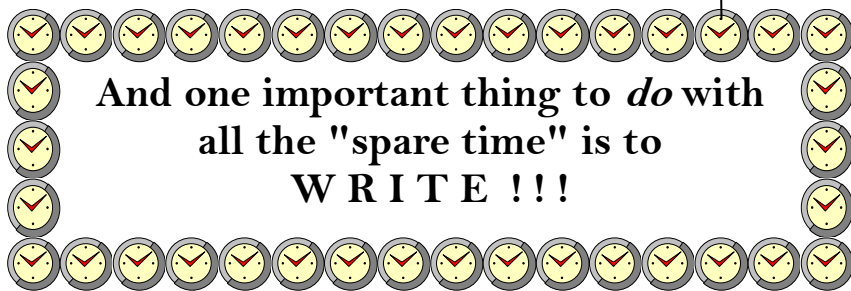 And one important thing to do with
all the "spare time" is to
W R I T E ! ! !